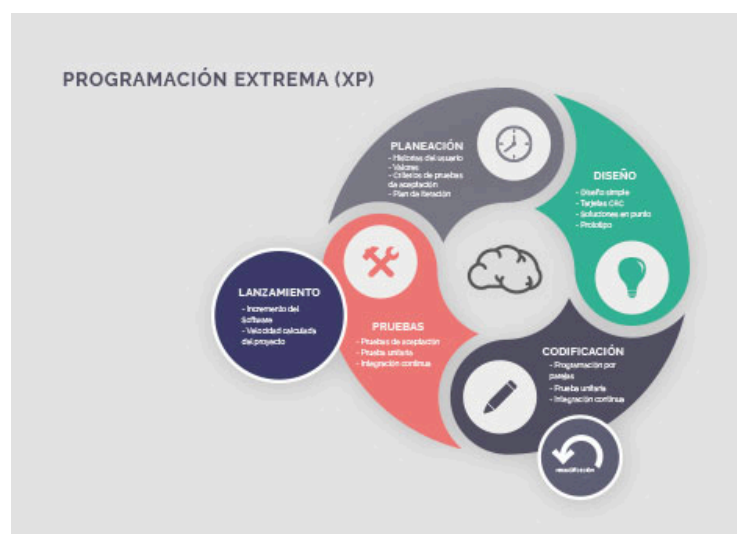 PROGRAMACIÓN EXTREMA (XP)
PLANEACIÓN
- Historias del usuario
- Valores
- Criterios de pruebas
de aceptación
- Plan de iteración
DISEÑO
- Diseño simple
- Tarjetas CRC
- Soluciones en punto
- Prototipo
LANZAMIENTO
- Incremento del
Software
- Velocidad calculada
del proyecto
PRUEBAS
- Pruebas de aceptación
- Prueba unitaria
- Integración continua
CODIFICACIÓN
- Programación por
parejas
- Prueba unitaria
- Integración continua